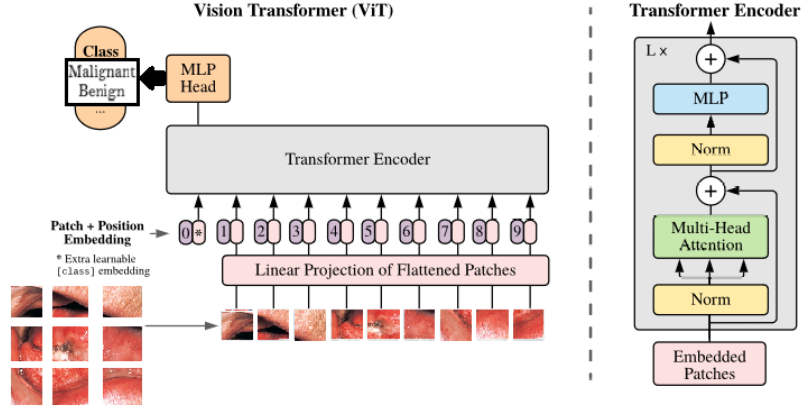 Vision Transformer (ViT)
Class
Malignant
Benign
...
MLP
Head
Transformer Encoder
Patch + Position
Embedding
0 * 1 2 3 4 5 6 7 8 9
* Extra learnable
[class] embedding
Linear Projection of Flattened Patches
Transformer Encoder
L ×
+
MLP
Norm
+
Multi-Head
Attention
Norm
Embedded
Patches